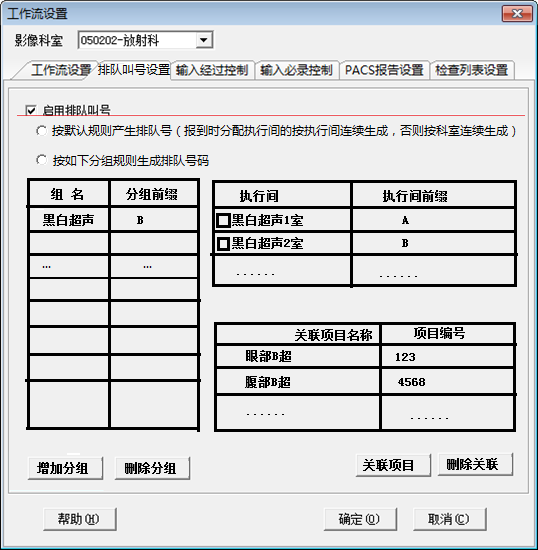 工作流设置
影像科室 050202-放射科
工作流设置 排队叫号设置 输入经过控制 输入必录控制 PACS报告设置 检查列表设置
启用排队叫号
按默认规则产生排队号（报到时分配执行间的按执行间连续生成，否则按科室连续生成）
按如下分组规则生成排队号码
组 名 分组前缀
黑白超声 B
... ...
执行间 执行间前缀
黑白超声1室 A
黑白超声2室 B
...... ......
关联项目名称 项目编号
眼部B超 123
腹部B超 4568
...... ......
增加分组 删除分组 关联项目 删除关联
帮助(H) 确定(O) 取消(C)